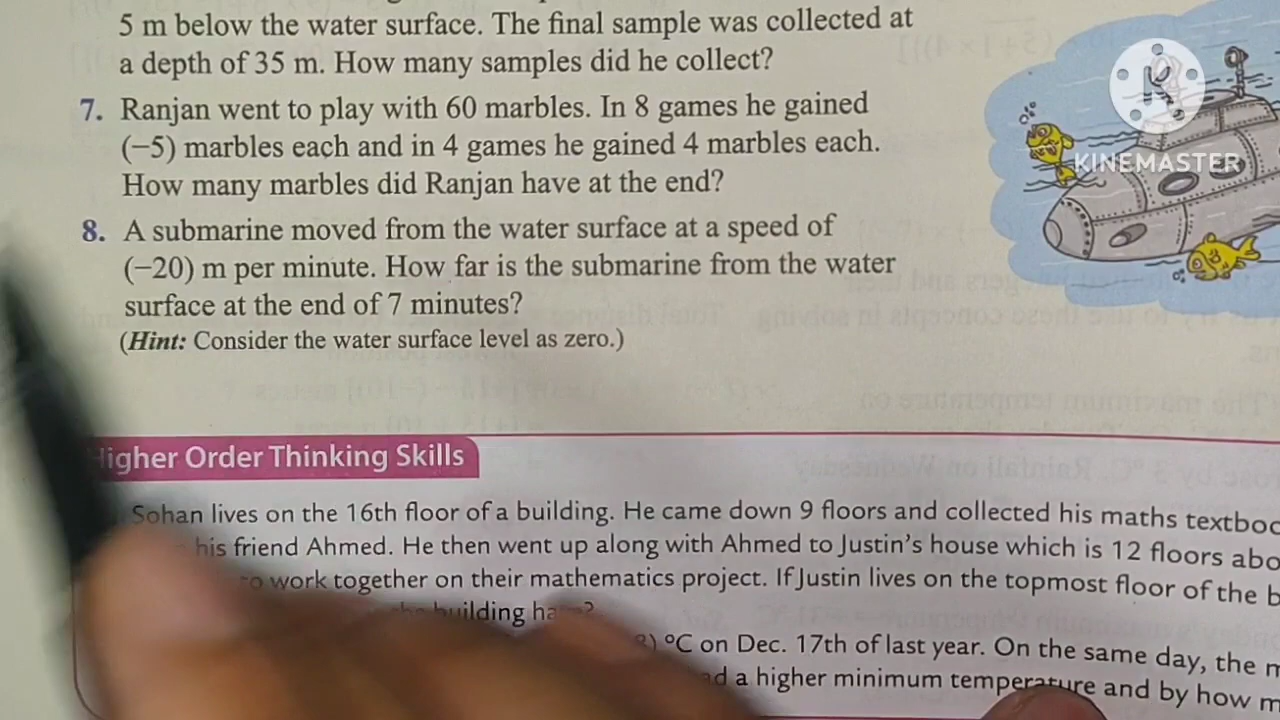 5 m below the water surface. The final sample was collected at
a depth of 35 m. How many samples did he collect?
7. Ranjan went to play with 60 marbles. In 8 games he gained
(−5) marbles each and in 4 games he gained 4 marbles each.
How many marbles did Ranjan have at the end?
8. A submarine moved from the water surface at a speed of
(−20) m per minute. How far is the submarine from the water
surface at the end of 7 minutes?
(Hint: Consider the water surface level as zero.)
KINEMASTER
Higher Order Thinking Skills
Sohan lives on the 16th floor of a building. He came down 9 floors and collected his maths
his friend Ahmed. He then went up along with Ahmed to Justin's house which is 12 floors
to work together on their mathematics project. If Justin lives on the topmost floor of the
building
°C on Dec. 17th of last year. On the same day, the
a higher minimum temperature and by how